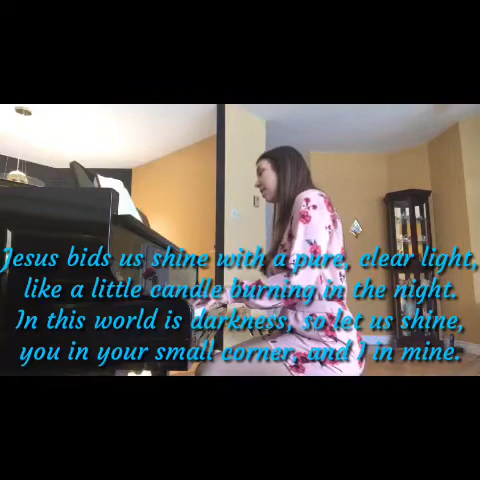 Jesus bids us shine with a pure, clear light,
like a little candle burning in the night.
In this world is darkness, so let us shine,
you in your small corner, and I in mine.